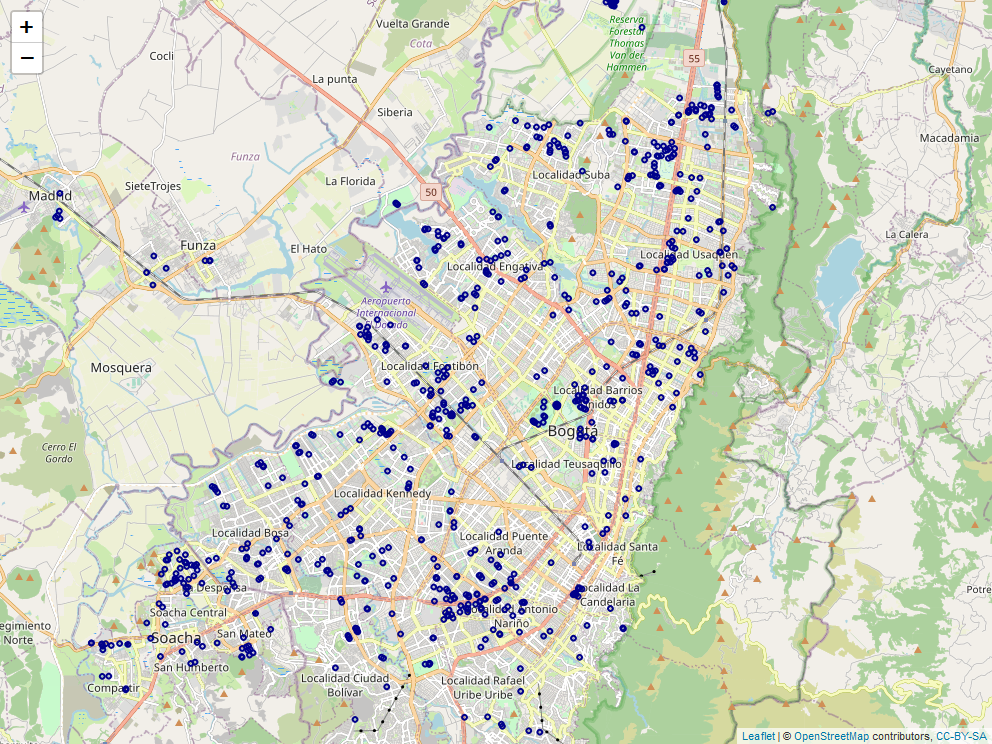 +
−
Vuelta Grande
Cota
Reserva
Forestal
Thomas
Van der
Hammen
55
Cocli
La punta
Siberia
Cayetano
Macadamia
Funza
SieteTrojes
La Florida
50
Localidad Suba
Madrid
Funza
El Hato
La Calera
Localidad Usaquén
Localidad Engativá
Aeropuerto
Internacional
Mosquera
Localidad Fontibón
Localidad Barrios
Unidos
Bogotá
Cerro El
Gordo
Localidad Teusaquillo
Localidad Kennedy
Localidad Bosa
Localidad Puente
Aranda
Localidad Santa
Fé
Localidad La
Candelaria
Despensa
Potre
Soacha Central
Localidad Antonio
Nariño
egimiento
Norte
Soacha
San Mateo
San Humberto
Compartir
Localidad Ciudad
Bolívar
Localidad Rafael
Uribe Uribe
Leaflet | © OpenStreetMap contributors, CC-BY-SA